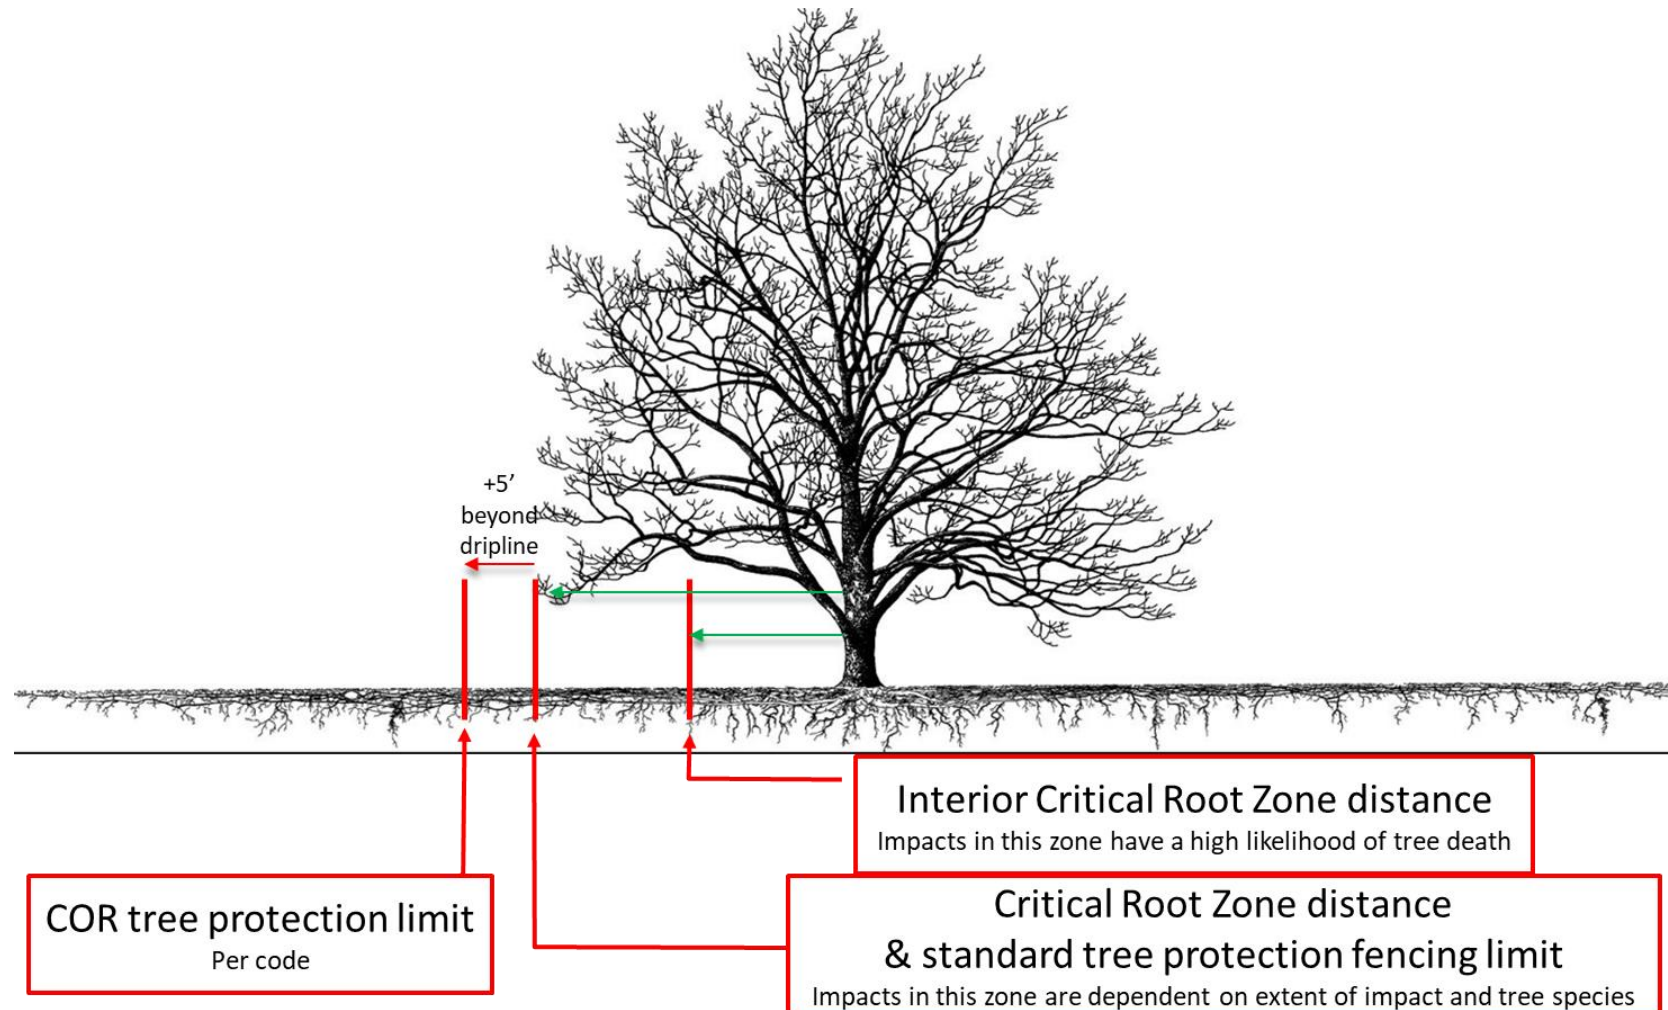 +5’
beyond
dripline
Interior Critical Root Zone distance
Impacts in this zone have a high likelihood of tree death
Critical Root Zone distance
& standard tree protection fencing limit
Impacts in this zone are dependent on extent of impact and tree species
COR tree protection limit
Per code